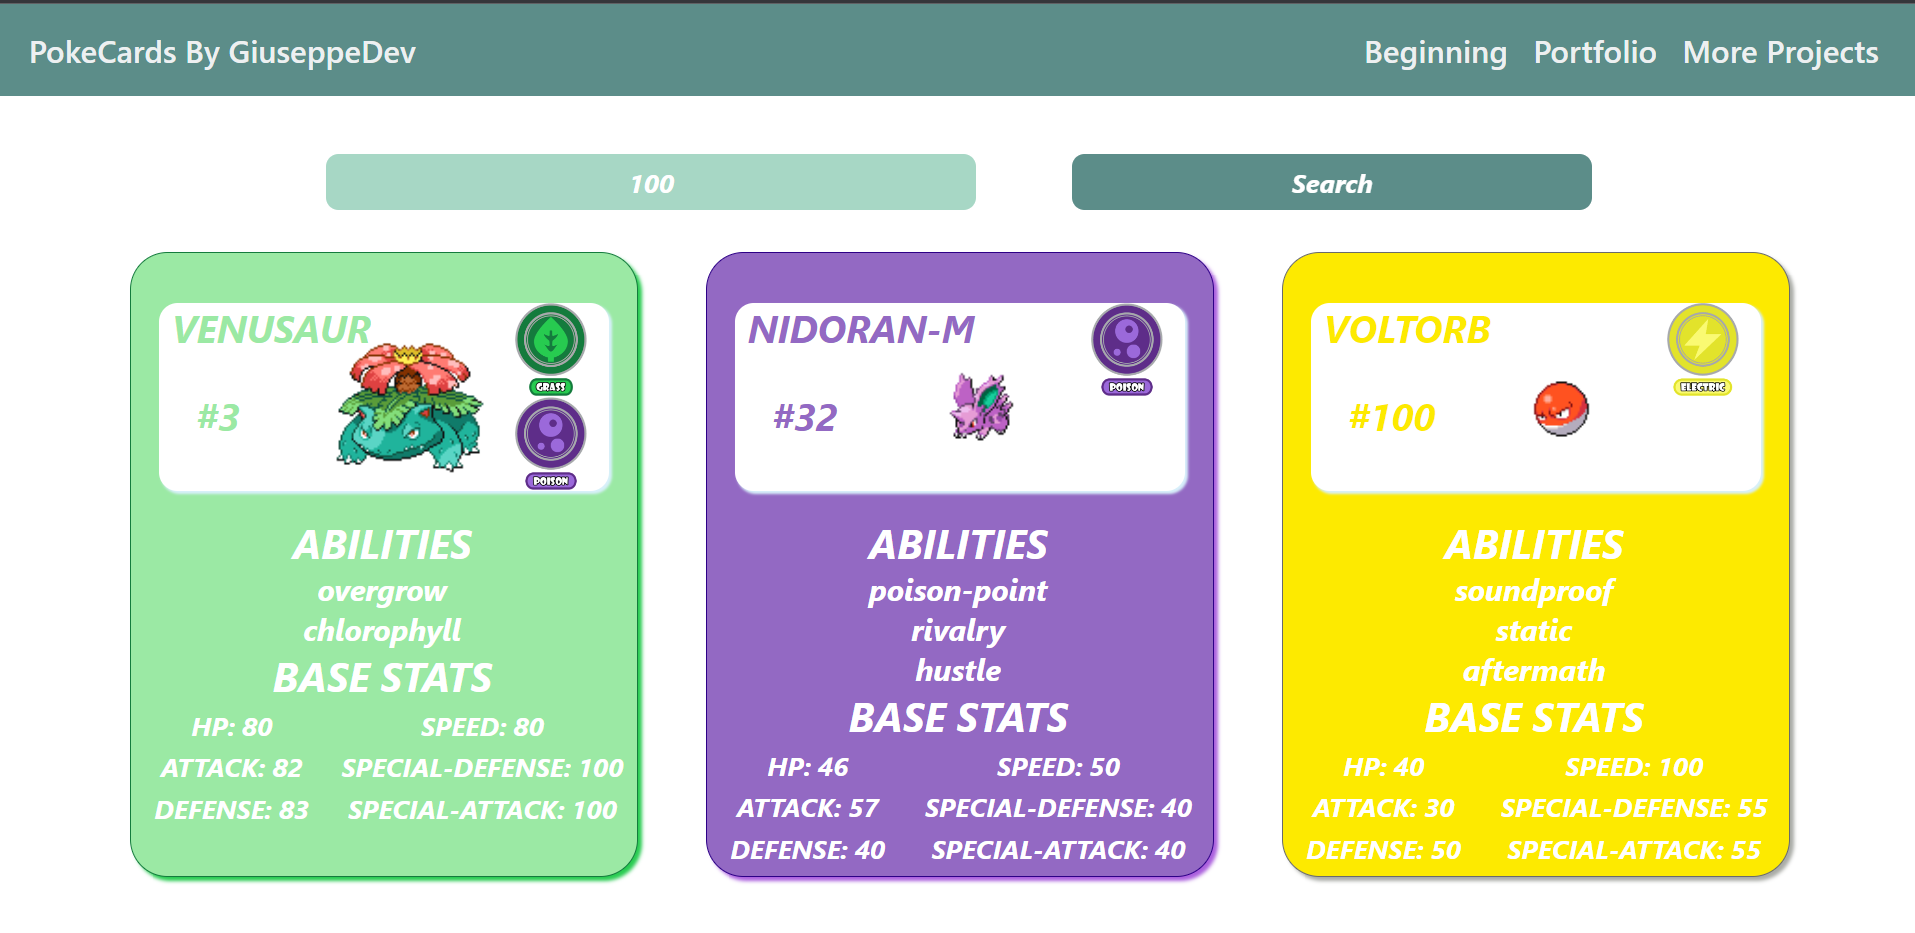 PokeCards By GiuseppeDev
Beginning Portfolio More Projects
100
Search
VENUSAUR
GRASS
#3
POISON
ABILITIES
overgrow
chlorophyll
BASE STATS
HP: 80 SPEED: 80
ATTACK: 82 SPECIAL-DEFENSE: 100
DEFENSE: 83 SPECIAL-ATTACK: 100
NIDORAN-M
POISON
#32
ABILITIES
poison-point
rivalry
hustle
BASE STATS
HP: 46 SPEED: 50
ATTACK: 57 SPECIAL-DEFENSE: 40
DEFENSE: 40 SPECIAL-ATTACK: 40
VOLTORB
ELECTRIC
#100
ABILITIES
soundproof
static
aftermath
BASE STATS
HP: 40 SPEED: 100
ATTACK: 30 SPECIAL-DEFENSE: 55
DEFENSE: 50 SPECIAL-ATTACK: 55